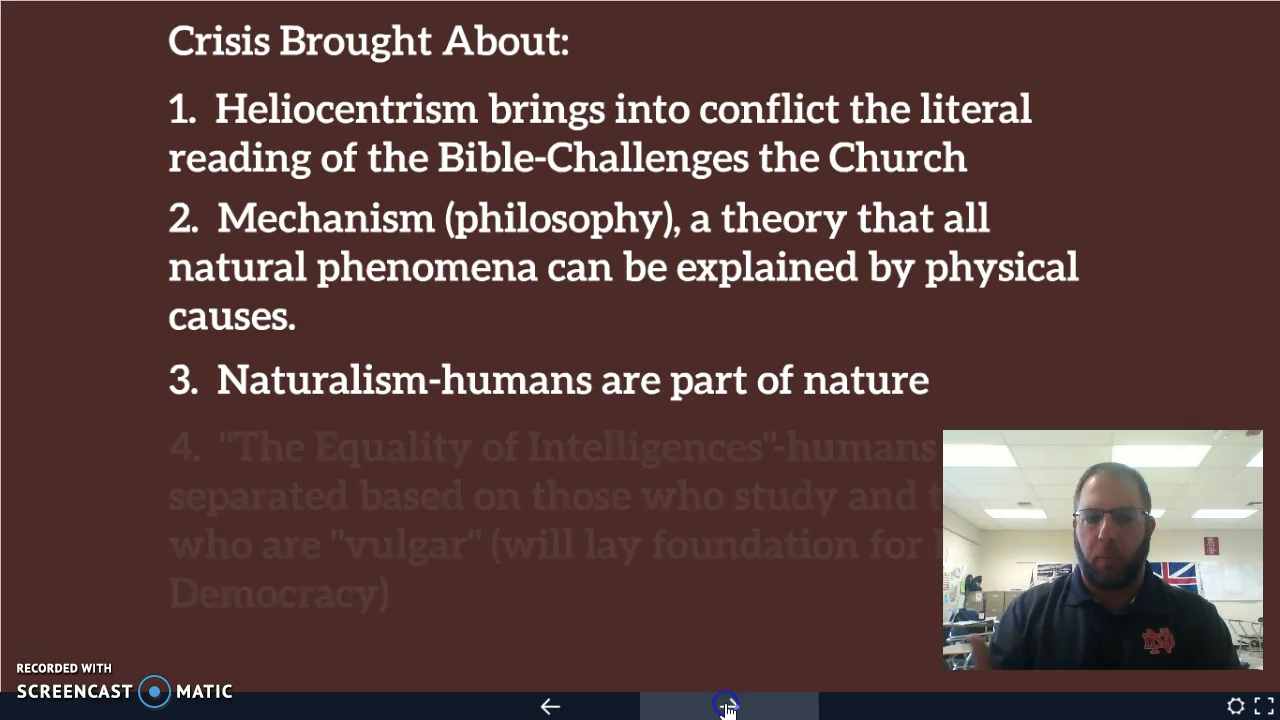 Crisis Brought About:
1. Heliocentrism brings into conflict the literal
reading of the Bible-Challenges the Church
2. Mechanism (philosophy), a theory that all
natural phenomena can be explained by physical
causes.
3. Naturalism-humans are part of nature
4. "The Equality of Intelligences"-humans
separated based on those who study and
who are "vulgar" (will lay foundation for
Democracy)
RECORDED WITH
SCREENCAST MATIC